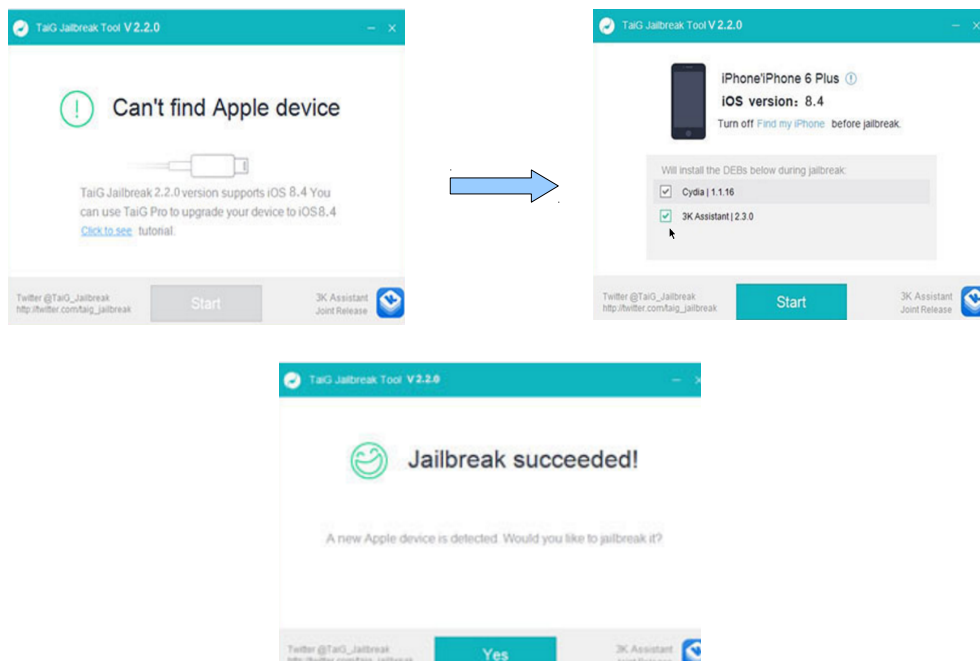 TaiG Jailbreak Tool V 2.2.0
Can't find Apple device
TaiG Jailbreak 2.2.0 version supports iOS 8.4 You
can use TaiG Pro to upgrade your device to iOS8.4
Click to see tutorial.
Twitter @TaiG_Jailbreak
http://twitter.com/taig_jailbreak
Start
3K Assistant
Joint Release
TaiG Jailbreak Tool V 2.2.0
iPhone'iPhone 6 Plus
iOS version: 8.4
Turn off Find my iPhone before jailbreak.
Will install the DEBs below during jailbreak:
Cydia | 1.1.16
3K Assistant | 2.3.0
Twitter @TaiG_Jailbreak
http://twitter.com/taig_jailbreak
Start
3K Assistant
Joint Release
TaiG Jailbreak Tool V 2.2.0
Jailbreak succeeded!
A new Apple device is detected. Would you like to jailbreak it?
Twitter @TaiG_Jailbreak
http://twitter.com/taig_jailbreak
Yes
3K Assistant
Joint Release